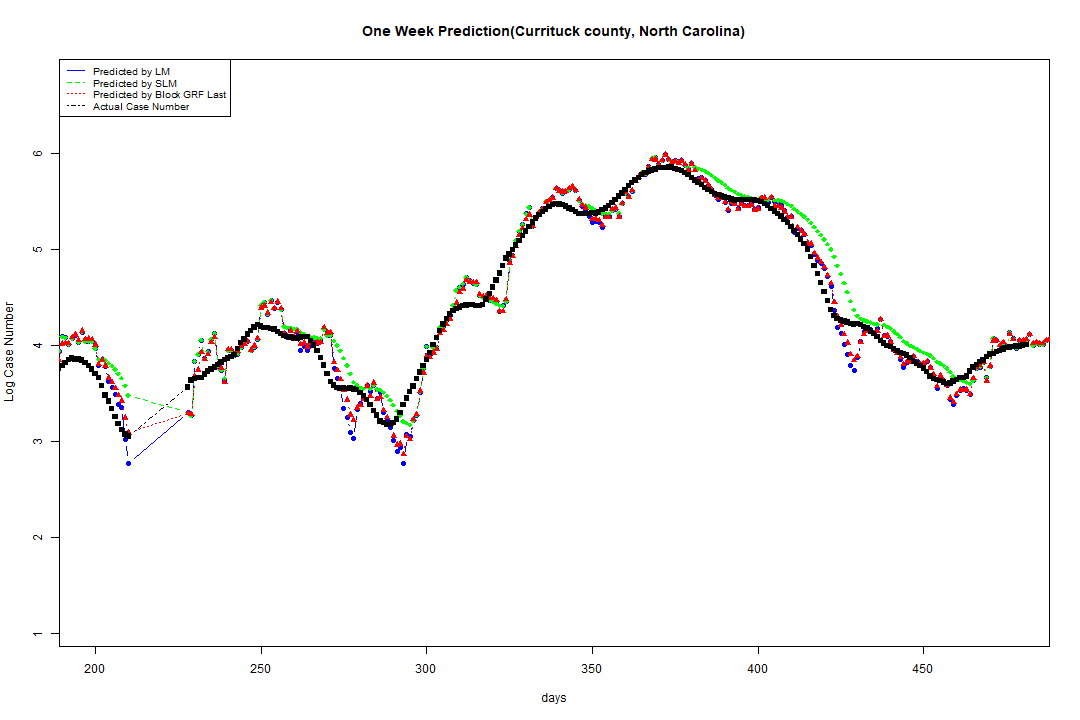 One Week Prediction(Currituck county, North Carolina)
Predicted by LM
Predicted by SLM
Predicted by Block GRF Last
Actual Case Number
Log Case Number
6
5
4
3
2
1
200 250 300 350 400 450
days